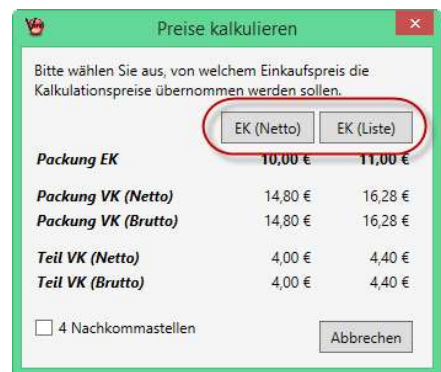 Preise kalkulieren
Bitte wählen Sie aus, von welchem Einkaufspreis die
Kalkulationspreise übernommen werden sollen.
EK (Netto) EK (Liste)
Packung EK 10,00 € 11,00 €
Packung VK (Netto) 14,80 € 16,28 €
Packung VK (Brutto) 14,80 € 16,28 €
Teil VK (Netto) 4,00 € 4,40 €
Teil VK (Brutto) 4,00 € 4,40 €
4 Nachkommastellen
Abbrechen